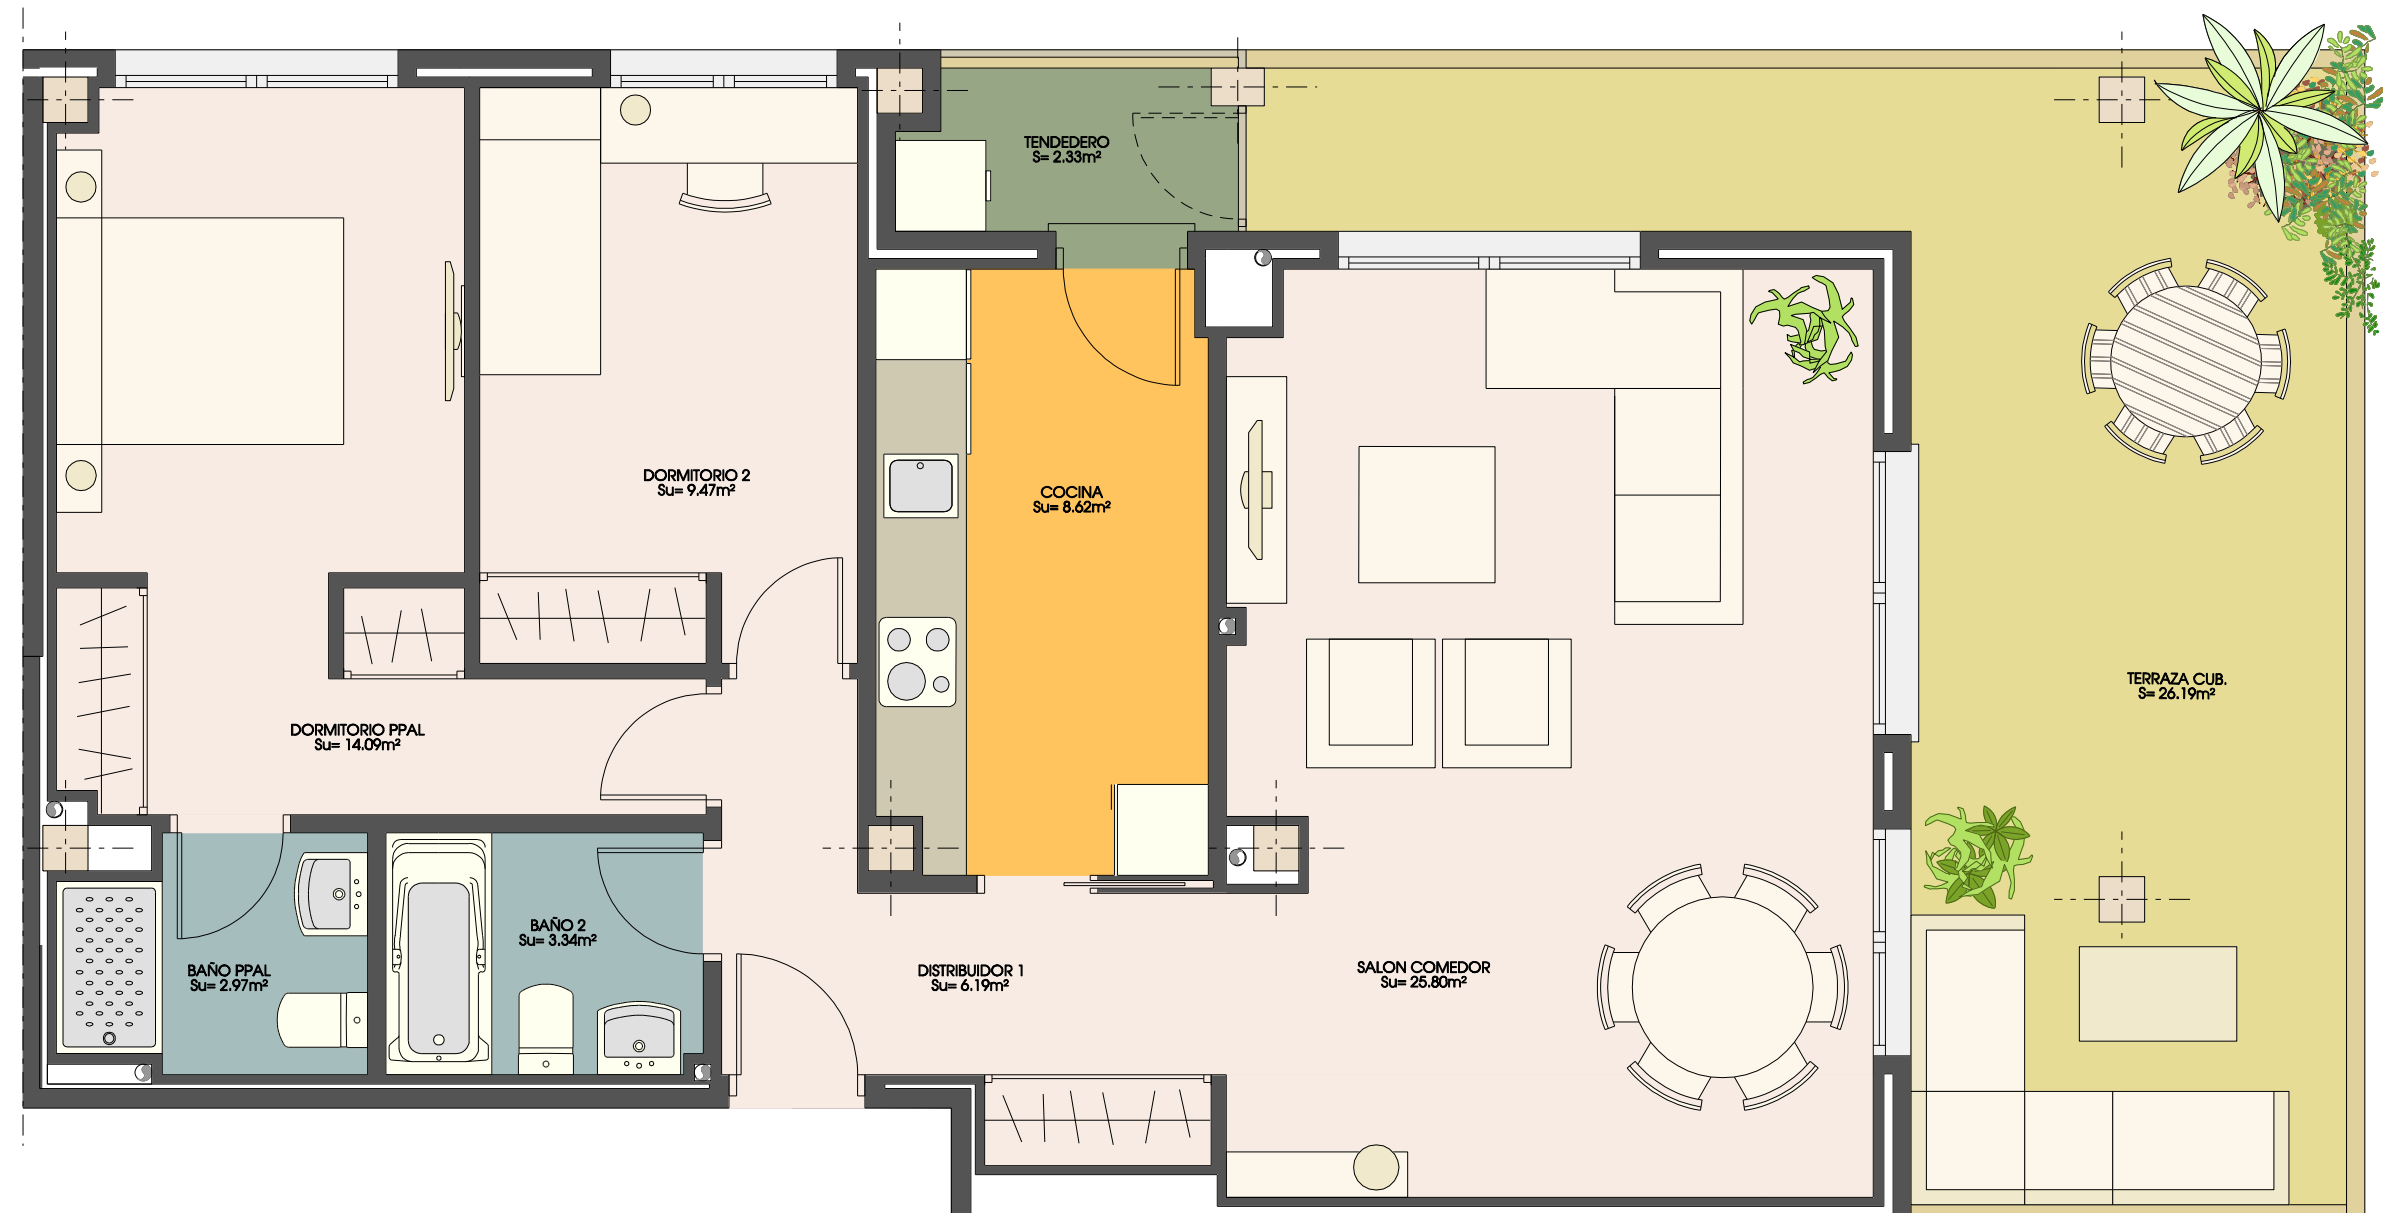 TENDEDERO
S= 2.33m²
DORMITORIO 2
Su= 9.47m²
COCINA
Su= 8.62m²
TERRAZA CUB.
S= 26.19m²
DORMITORIO PPAL
Su= 14.09m²
BAÑO 2
Su= 3.34m²
BAÑO PPAL
Su= 2.97m²
DISTRIBUIDOR 1
Su= 6.19m²
SALON COMEDOR
Su= 25.80m²